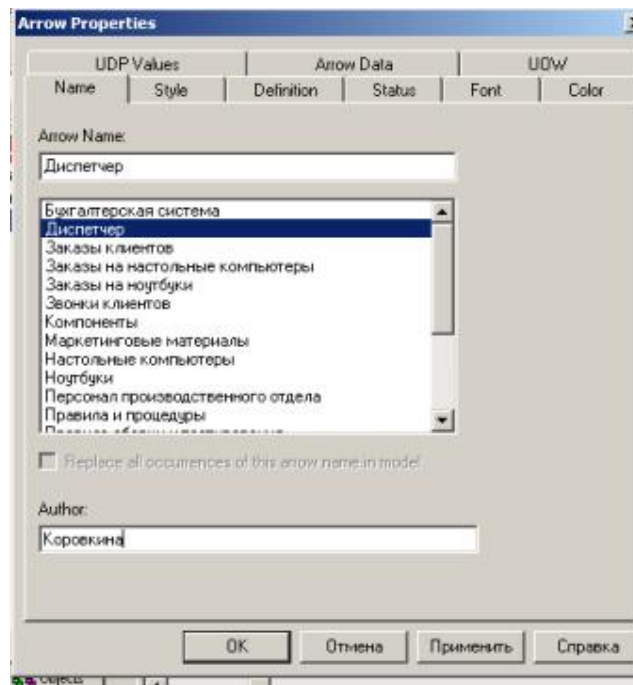 Arrow Properties
UDP Values Arrow Data UOW
Name Style Definition Status Font Color
Arrow Name:
Диспетчер
Бухгалтерская система
Диспетчер
Заказы клиентов
Заказы на настольные компьютеры
Заказы на ноутбуки
Звонки клиентов
Компоненты
Маркетинговые материалы
Настольные компьютеры
Ноутбуки
Персонал производственного отдела
Правила и процедуры
Replace all occurrences of this arrow name in model
Author:
Коровкина
OK Отмена Применить Справка
Objects